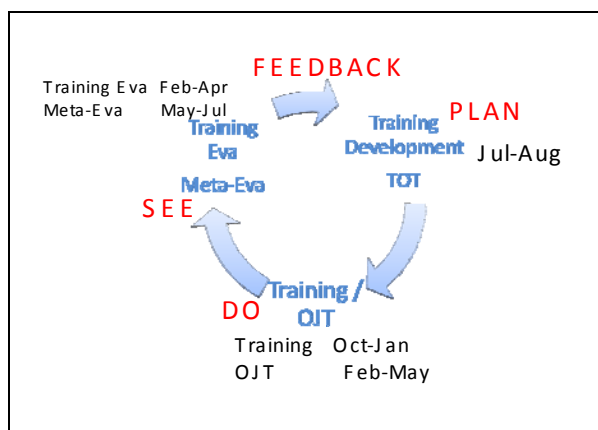 FEEDBACK
Training Eva Feb-Apr
Meta-Eva May-Jul
Training
Eva
Meta-Eva
SEE
PLAN
Training
Development
TOT
Jul-Aug
Training /
OJT
DO
Training Oct-Jan
OJT Feb-May